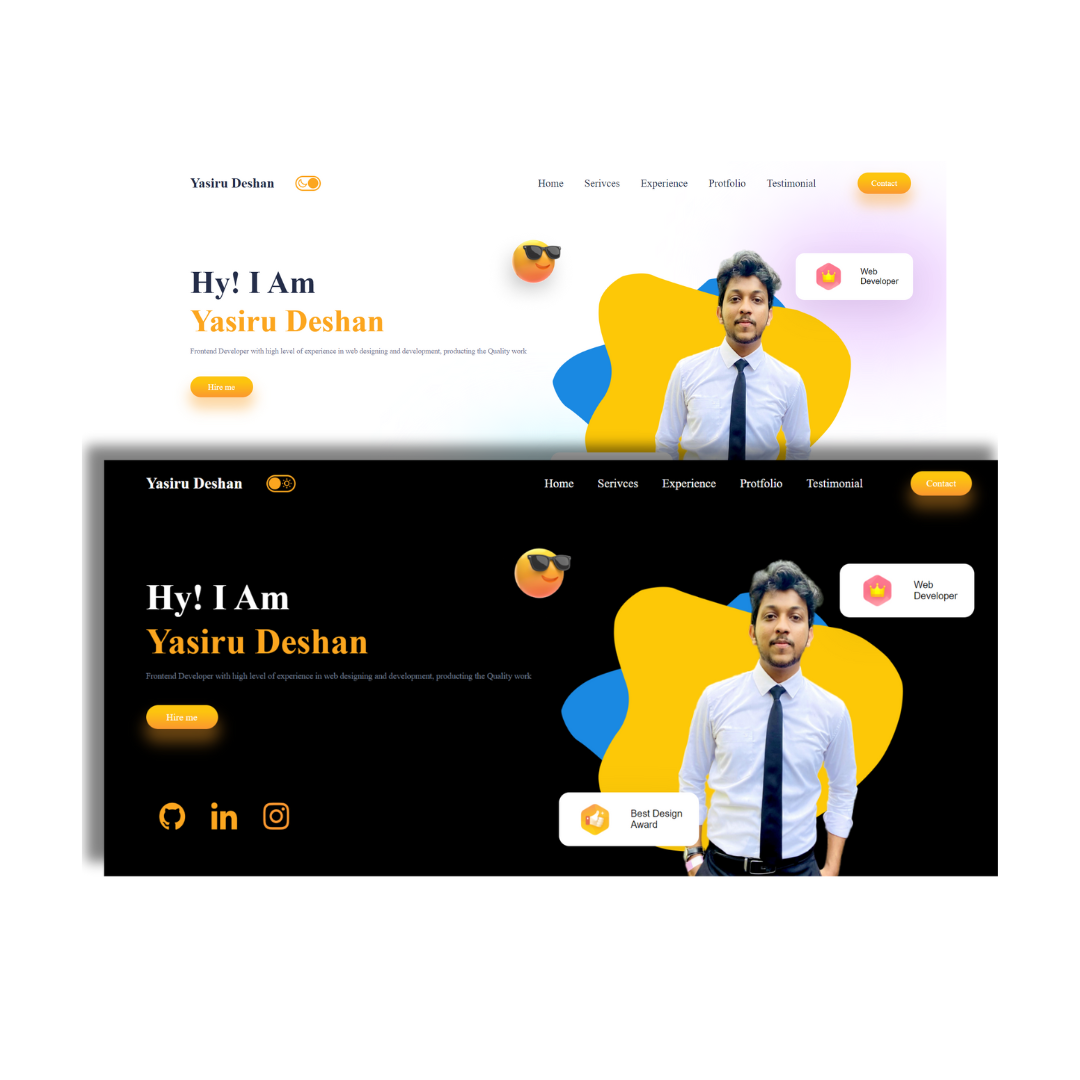 Yasiru Deshan
Home Serivces Experience Protfolio Testimonial Contact
Web
Developer
Hy! I Am
Yasiru Deshan
Frontend Developer with high level of experience in web designing and development, producting the Quality work
Hire me
Yasiru Deshan
Home Serivces Experience Protfolio Testimonial Contact
Web
Developer
Hy! I Am
Yasiru Deshan
Frontend Developer with high level of experience in web designing and development, producting the Quality work
Hire me
in
Best Design
Award